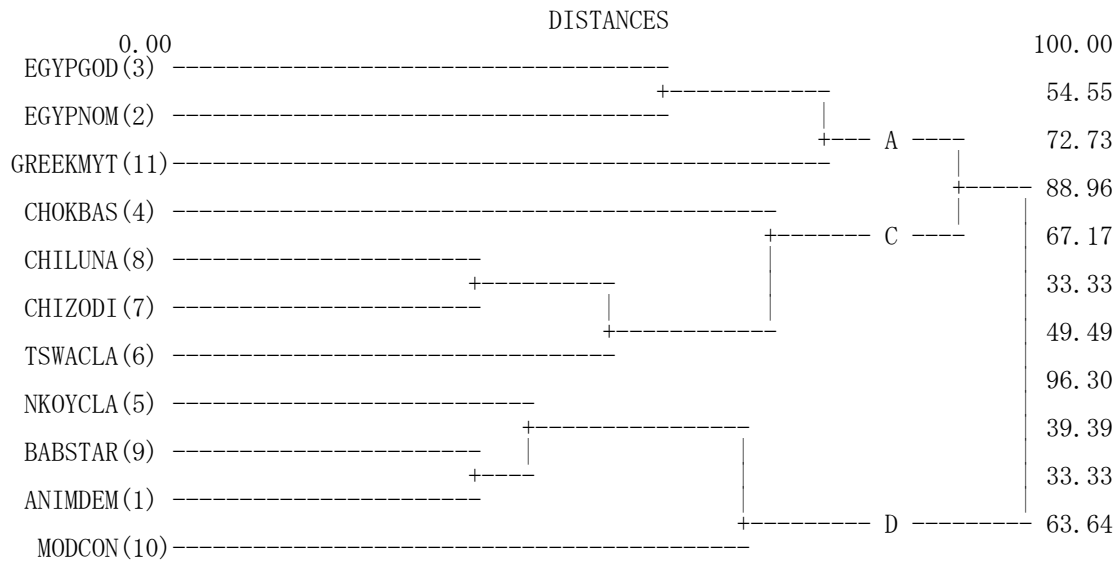 DISTANCES
0.00 100.00
EGYPGOD(3)
54.55
EGYPNOM(2)
A 72.73
GREEKMYT(11)
88.96
CHOKBAS(4)
C 67.17
CHILUNA(8)
33.33
CHIZODI(7)
49.49
TSWACLA(6)
96.30
NKOYCLA(5)
39.39
BABSTAR(9)
33.33
ANIMDEM(1)
D 63.64
MODCON(10)